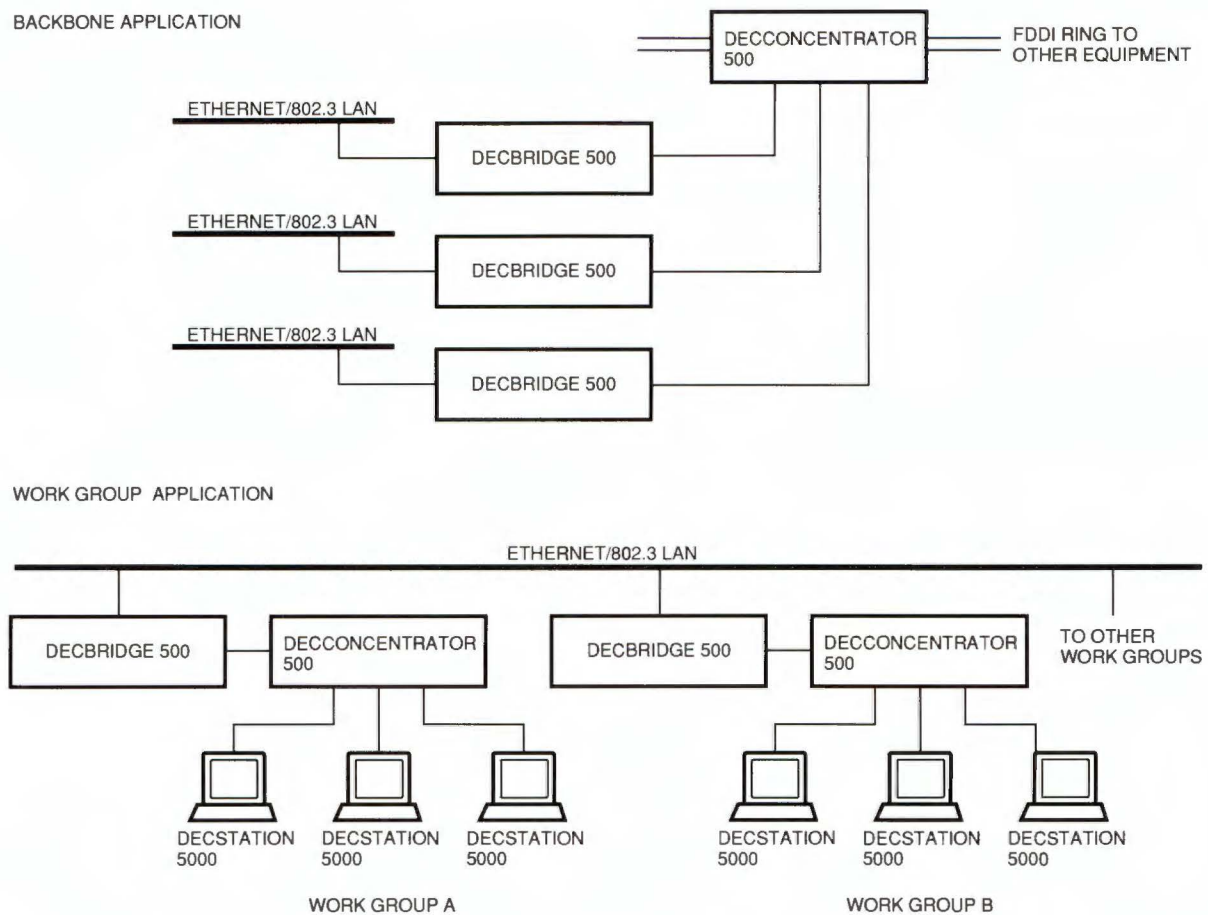 BACKBONE APPLICATION
DECCONCENTRATOR
500
FDDI RING TO
OTHER EQUIPMENT
ETHERNET/802.3 LAN
DECBRIDGE 500
ETHERNET/802.3 LAN
DECBRIDGE 500
ETHERNET/802.3 LAN
DECBRIDGE 500
WORK GROUP APPLICATION
ETHERNET/802.3 LAN
DECBRIDGE 500
DECCONCENTRATOR
500
DECBRIDGE 500
DECCONCENTRATOR
500
TO OTHER
WORK GROUPS
DECSTATION
5000
DECSTATION
5000
DECSTATION
5000
DECSTATION
5000
DECSTATION
5000
DECSTATION
5000
WORK GROUP A
WORK GROUP B